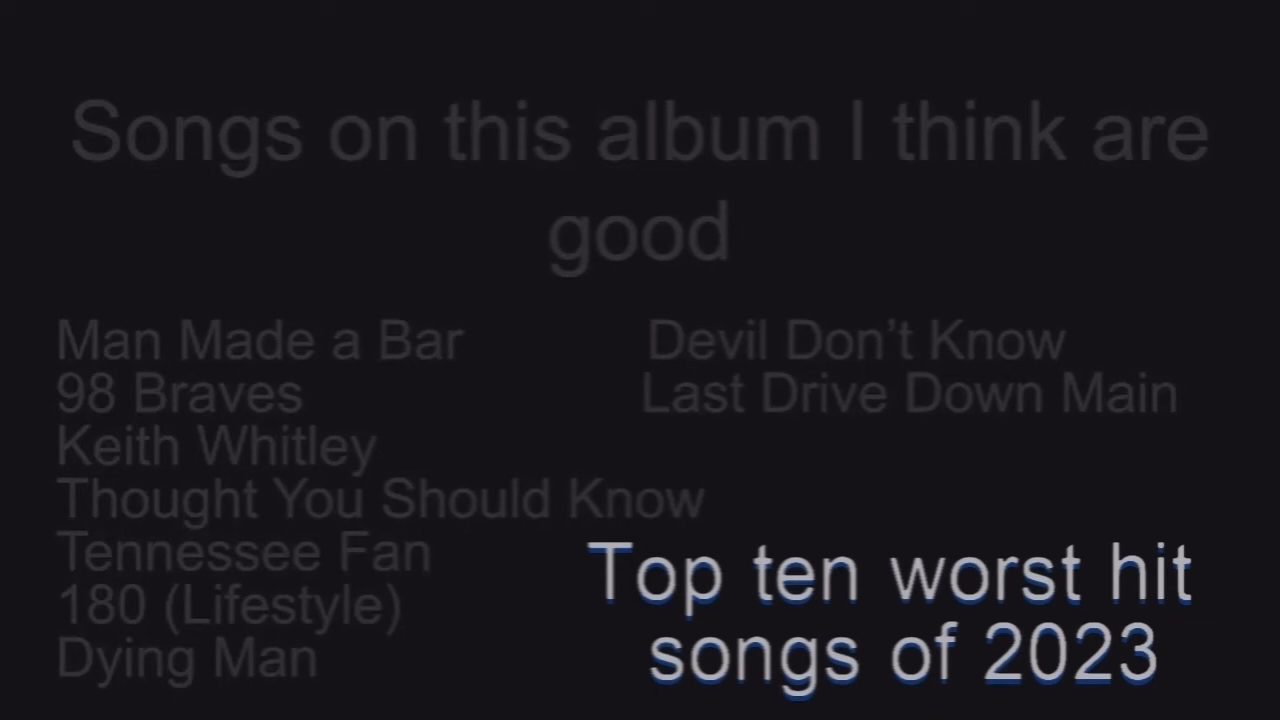 Songs on this album I think are
good
Man Made a Bar
98 Braves
Keith Whitley
Thought You Should Know
Tennessee Fan
180 (Lifestyle)
Dying Man
Devil Don’t Know
Last Drive Down Main
Top ten worst hit
songs of 2023